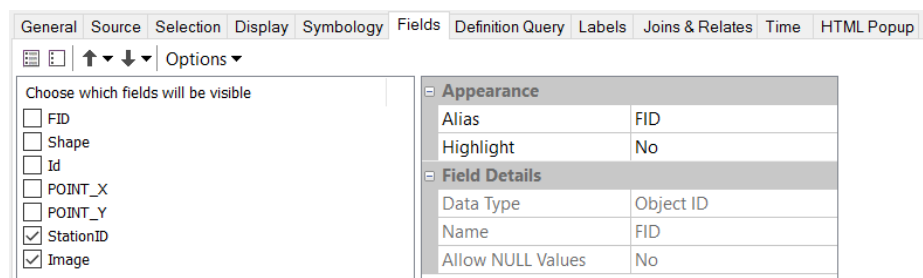 General Source Selection Display Symbology Fields Definition Query Labels Joins & Relates Time HTML Popup
Options
Choose which fields will be visible
FID
Shape
Id
POINT_X
POINT_Y
StationID
Image
Appearance
Alias FID
Highlight No
Field Details
Data Type Object ID
Name FID
Allow NULL Values No